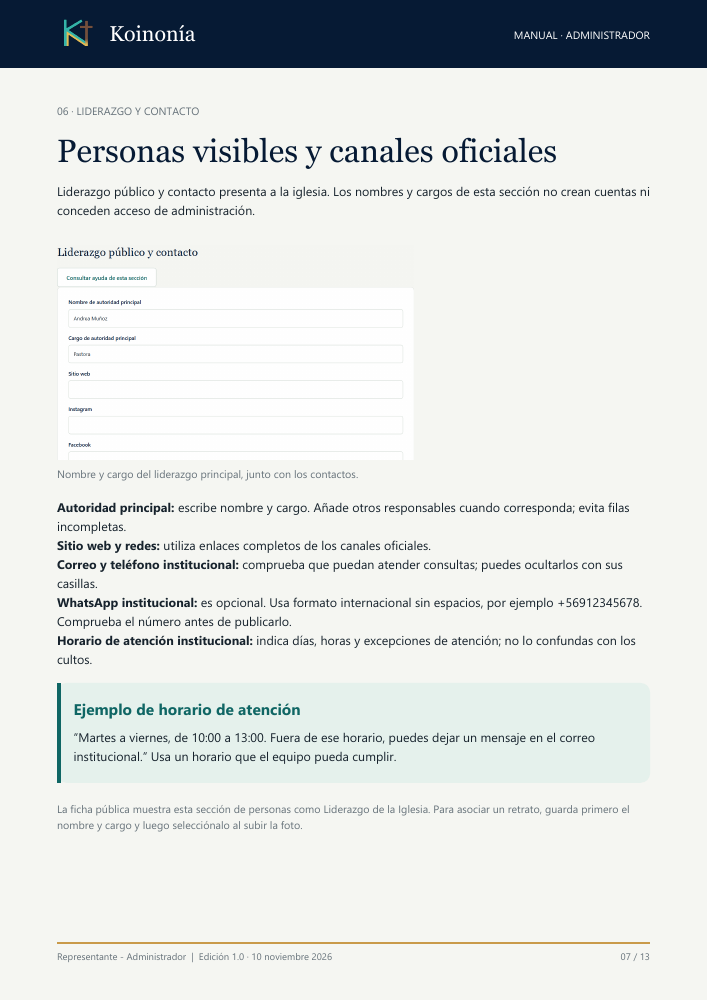 Koinonía
MANUAL · ADMINISTRADOR
06 · LIDERAZGO Y CONTACTO
Personas visibles y canales oficiales
Liderazgo público y contacto presenta a la iglesia. Los nombres y cargos de esta sección no crean cuentas ni
conceden acceso de administración.
Liderazgo público y contacto
Consultar ayuda de esta sección
Nombre de autoridad principal
Andrea Muñoz
Cargo de autoridad principal
Pastora
Sitio web
Instagram
Facebook
Nombre y cargo del liderazgo principal, junto con los contactos.
Autoridad principal: escribe nombre y cargo. Añade otros responsables cuando corresponda; evita filas
incompletas.
Sitio web y redes: utiliza enlaces completos de los canales oficiales.
Correo y teléfono institucional: comprueba que puedan atender consultas; puedes ocultarlos con sus
casillas.
WhatsApp institucional: es opcional. Usa formato internacional sin espacios, por ejemplo +56912345678.
Comprueba el número antes de publicarlo.
Horario de atención institucional: indica días, horas y excepciones de atención; no lo confundas con los
cultos.
Ejemplo de horario de atención
“Martes a viernes, de 10:00 a 13:00. Fuera de ese horario, puedes dejar un mensaje en el correo
institucional.” Usa un horario que el equipo pueda cumplir.
La ficha pública muestra esta sección de personas como Liderazgo de la Iglesia. Para asociar un retrato, guarda primero el
nombre y cargo y luego selecciónalo al subir la foto.
Representante - Administrador | Edición 1.0 · 10 noviembre 2026
07 / 13